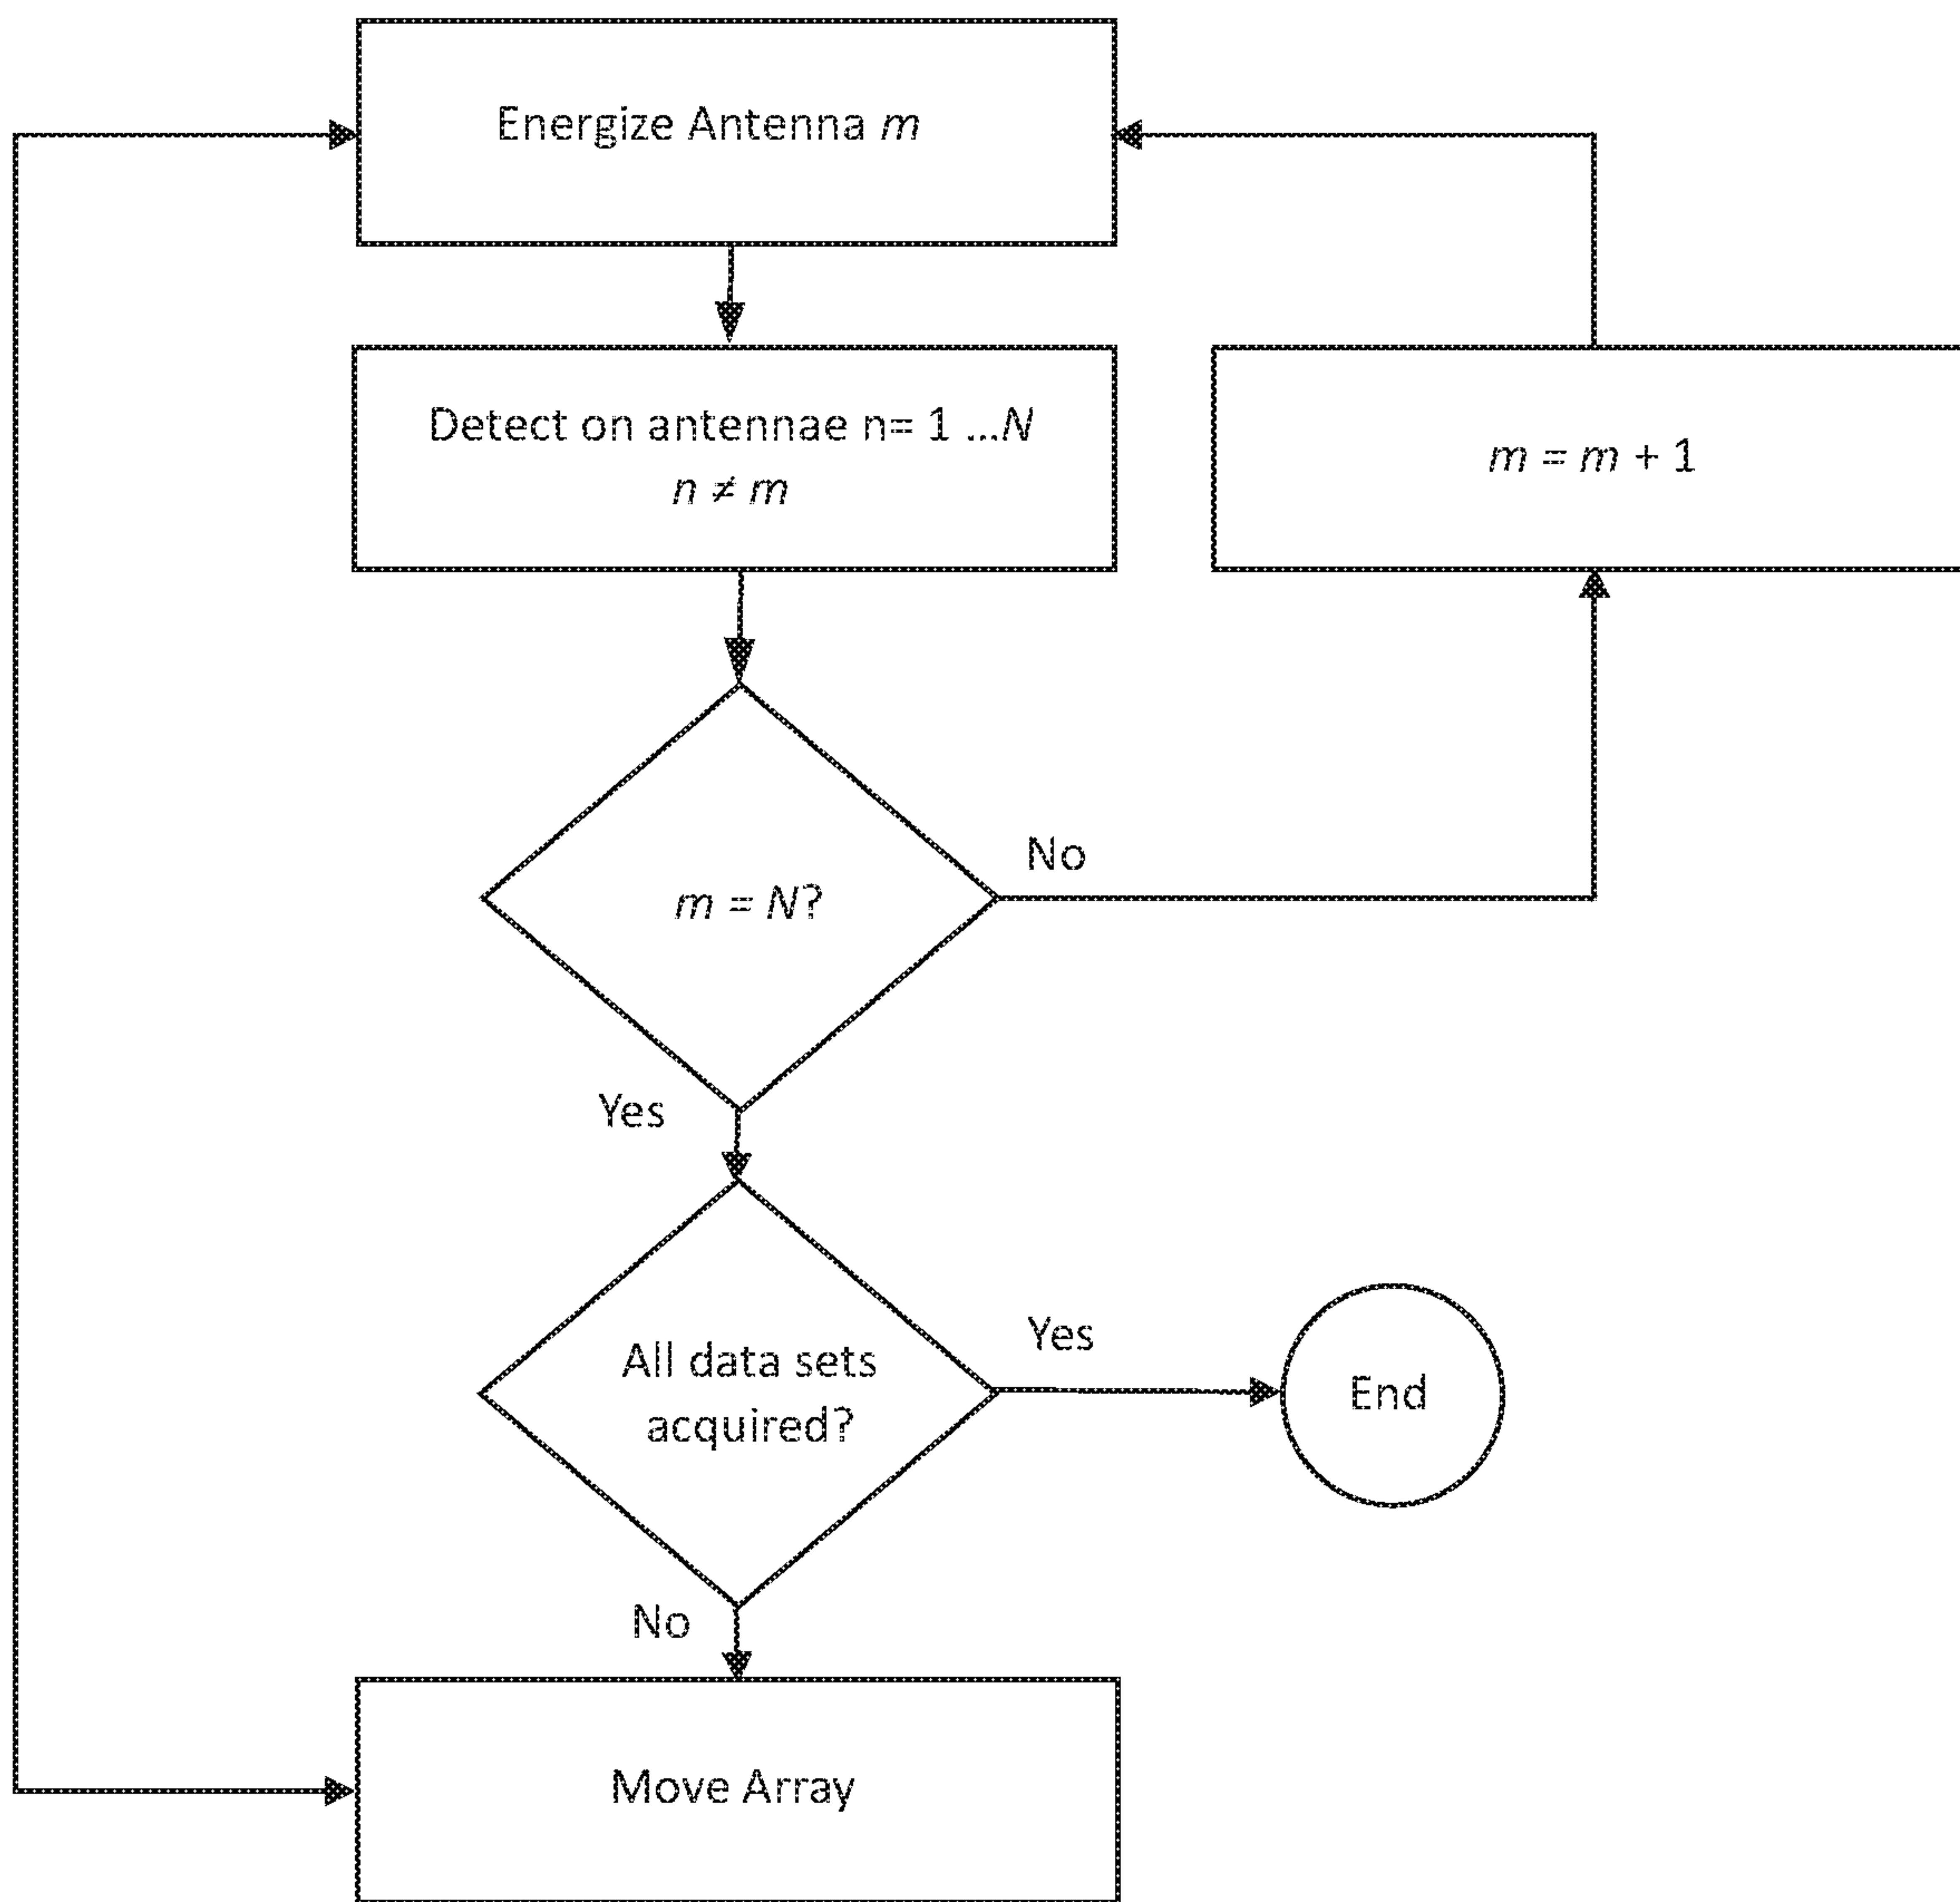 Energize Antenna m
Detect on antennae n= 1 ...N
n ≠ m
m = m + 1
No
m = N?
Yes
All data sets
acquired?
Yes
End
No
Move Array